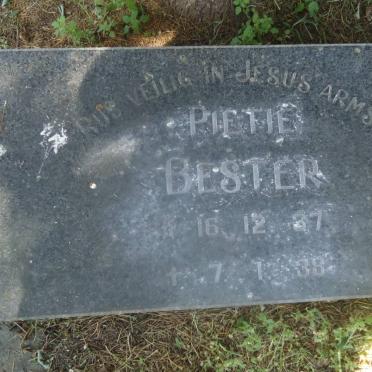 RUS VEILIG IN JESUS ARMS
PIETIE
BESTER
16.12.37
† 7.1.38